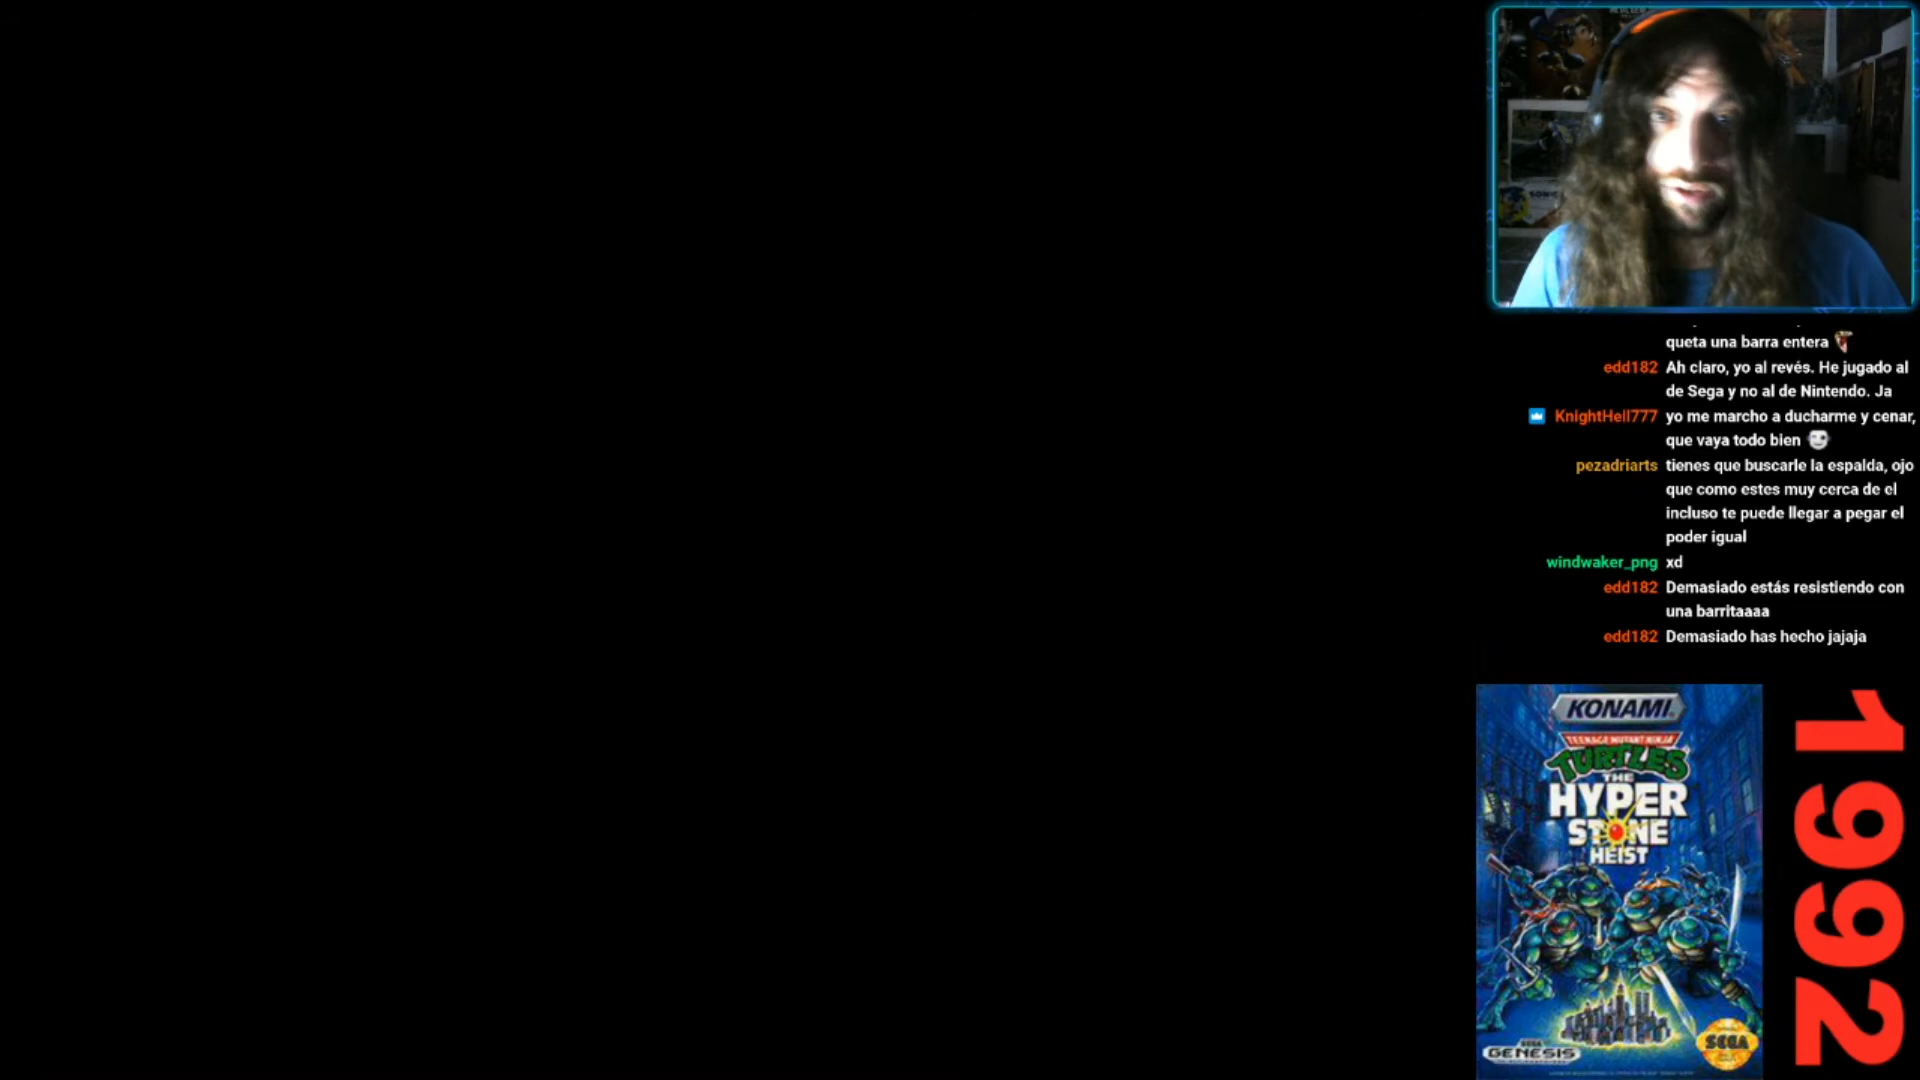 queta una barra entera
edd182 Ah claro, yo al revés. He jugado al
de Sega y no al de Nintendo. Ja
KnightHell777 yo me marcho a ducharme y cenar,
que vaya todo bien
pezadriarts tienes que buscarle la espalda, ojo
que como estes muy cerca de el
incluso te puede llegar a pegar el
poder igual
windwaker_png xd
edd182 Demasiado estás resistiendo con
una barritaaaa
edd182 Demasiado has hecho jajaja
KONAMI
TEENAGE MUTANT NINJA
TURTLES
THE
HYPER
STONE
HEIST
SEGA
GENESIS
SEGA
1992